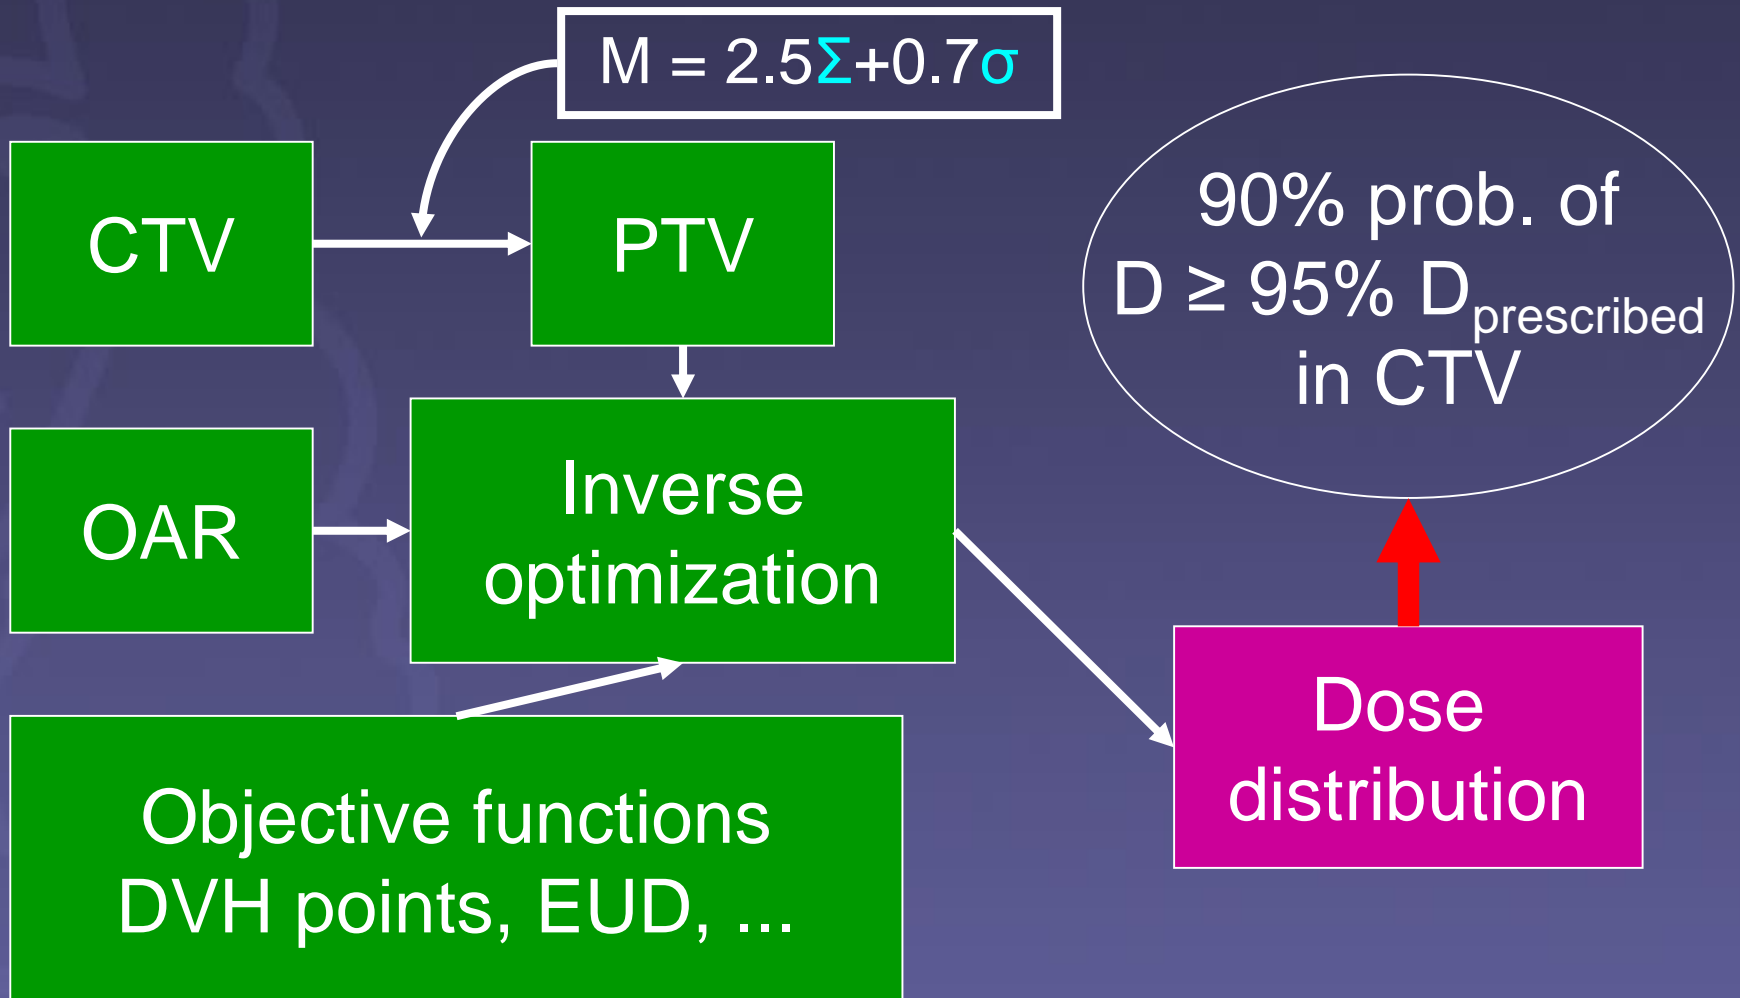 M = 2.5Σ+0.7σ
CTV
PTV
90% prob. of
D ≥ 95% Dprescribed
in CTV
OAR
Inverse
optimization
Objective functions
DVH points, EUD, ...
Dose
distribution